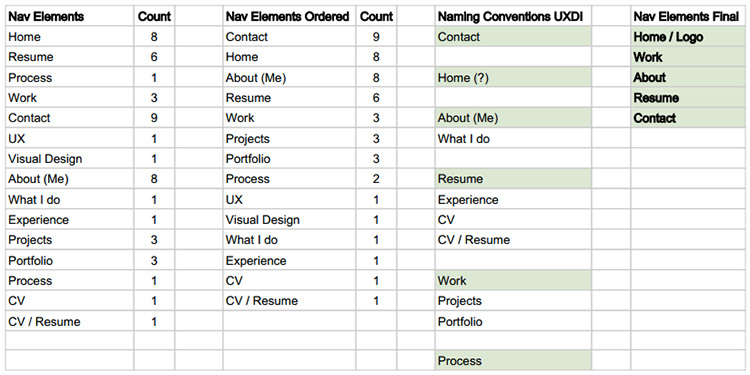 Nav Elements Count Nav Elements Ordered Count Naming Conventions UXDI Nav Elements Final
Home 8 Contact 9 Contact Home / Logo
Resume 6 Home 8 Work
Process 1 About (Me) 8 Home (?) About
Work 3 Resume 6 Resume
Contact 9 Work 3 About (Me) Contact
UX 1 Projects 3 What I do
Visual Design 1 Portfolio 3
About (Me) 8 Process 2 Resume
What I do 1 UX 1 Experience
Experience 1 Visual Design 1 CV
Projects 3 What I do 1 CV / Resume
Portfolio 3 Experience 1
Process 1 CV 1 Work
CV 1 CV / Resume 1 Projects
CV / Resume 1 Portfolio
Process